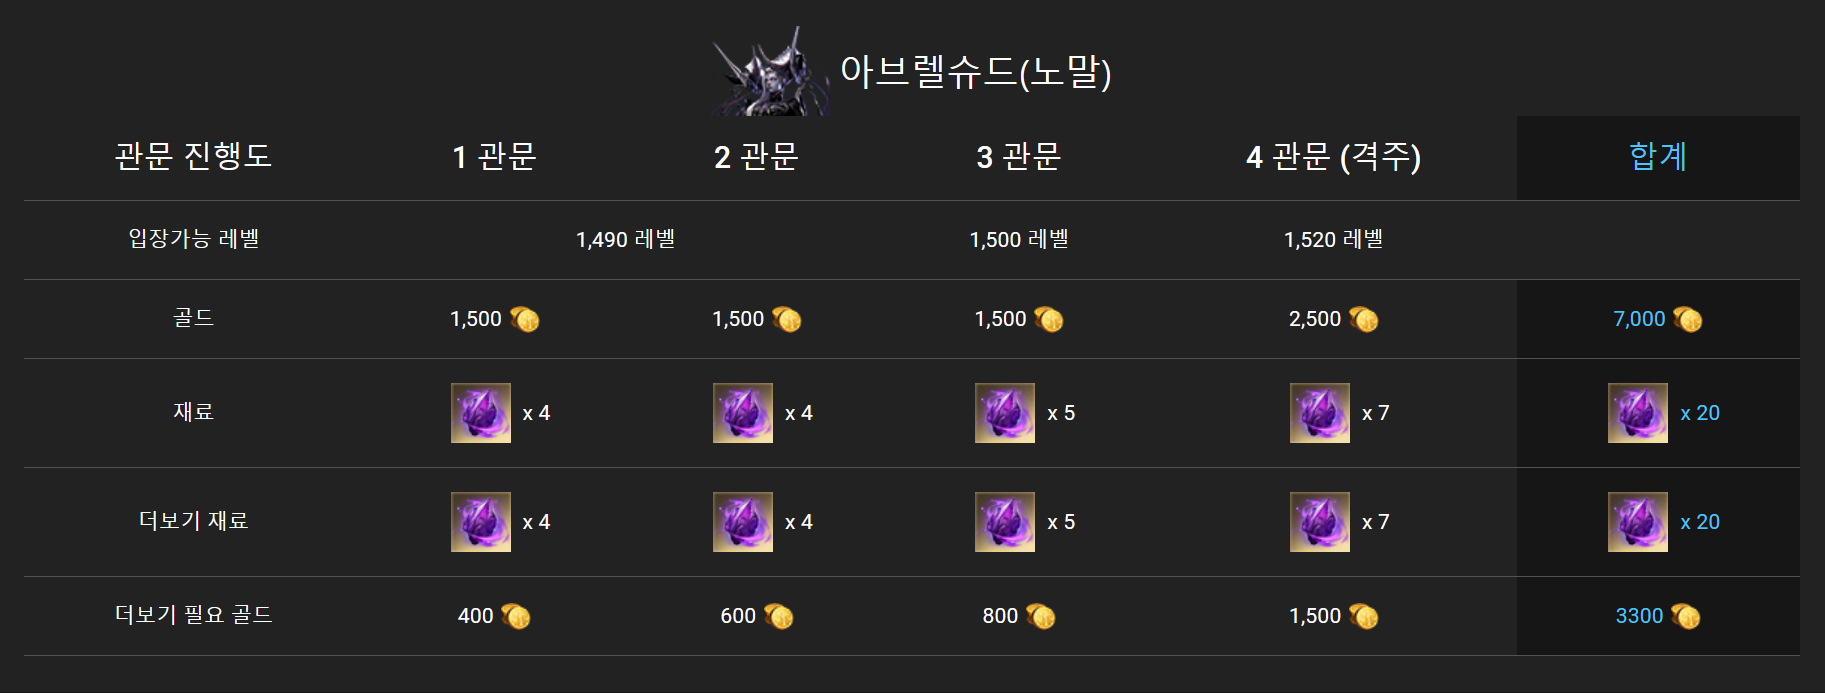 아브렐슈드(노말)
관문 진행도 1 관문 2 관문 3 관문 4 관문 (격주) 합계
입장가능 레벨 1,490 레벨 1,500 레벨 1,520 레벨
골드 1,500 1,500 1,500 2,500 7,000
재료 x 4 x 4 x 5 x 7 x 20
더보기 재료 x 4 x 4 x 5 x 7 x 20
더보기 필요 골드 400 600 800 1,500 3300